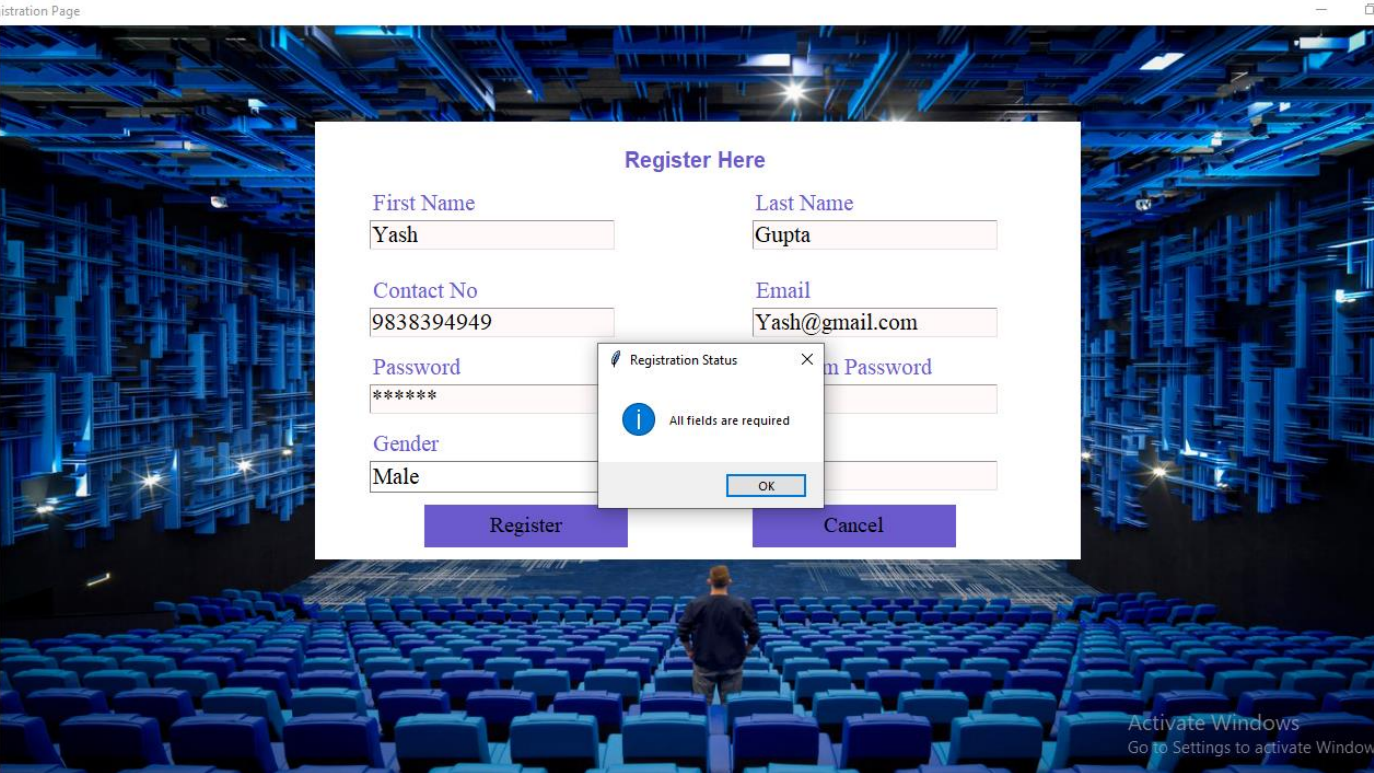 istration Page
Register Here
First Name
Last Name
Yash
Gupta
Contact No
Email
9838394949
Yash@gmail.com
Registration Status
Password
m Password
******
All fields are required
Gender
Male
OK
Register
Cancel
Activate Windows
Go to Settings to activate Window